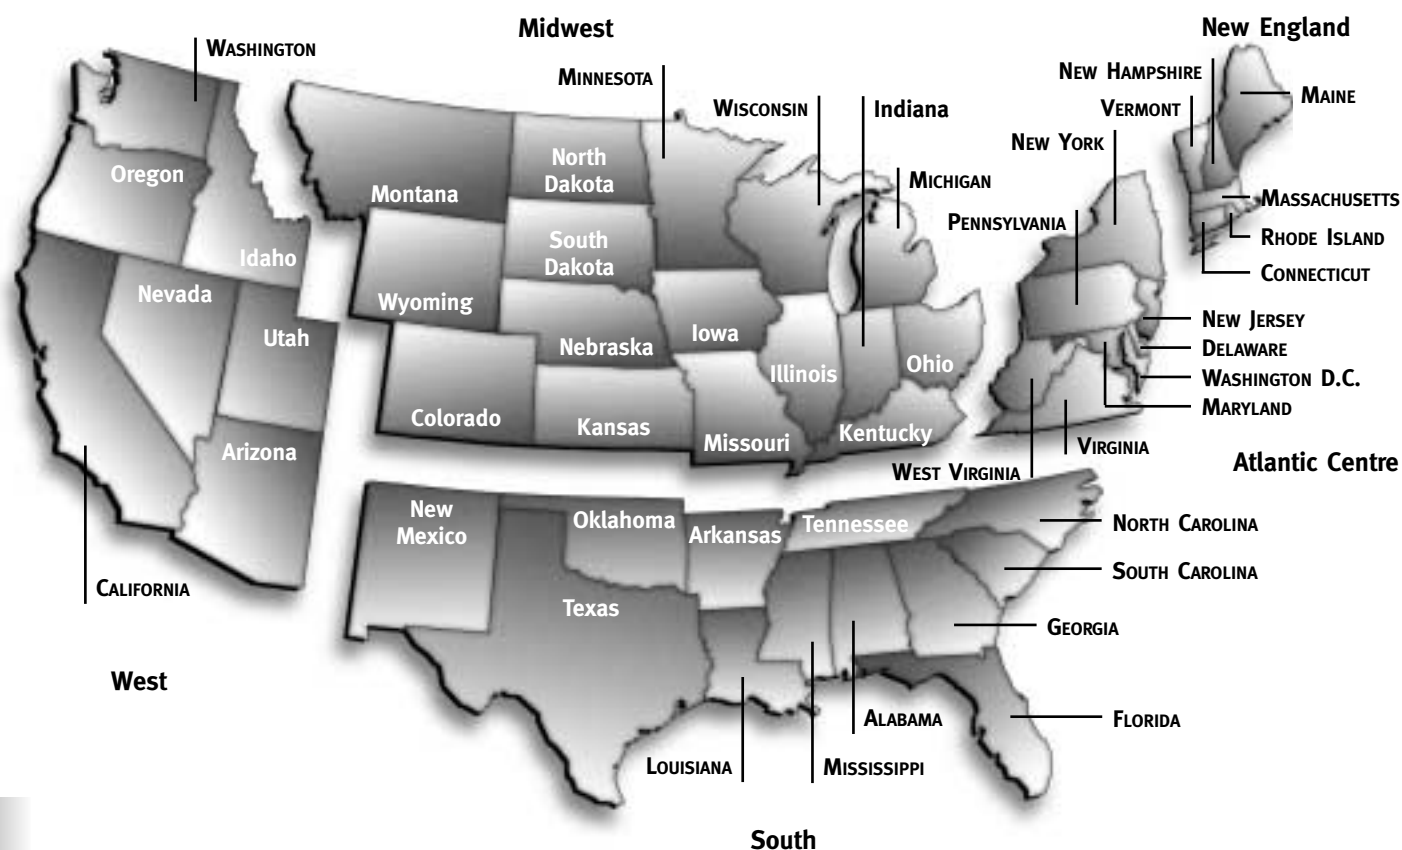 Midwest
New England
WASHINGTON
MINNESOTA
WISCONSIN
Indiana
NEW HAMPSHIRE
VERMONT
MAINE
NEW YORK
MICHIGAN
PENNSYLVANIA
MASSACHUSETTS
RHODE ISLAND
CONNECTICUT
Oregon
Idaho
Montana
North
Dakota
South
Dakota
Wyoming
Nevada
Utah
Nebraska
Iowa
Illinois
Ohio
NEW JERSEY
DELAWARE
WASHINGTON D.C.
MARYLAND
Colorado
Kansas
Missouri
Kentucky
Arizona
VIRGINIA
WEST VIRGINIA
Atlantic Centre
New
Mexico
Oklahoma
Arkansas
Tennessee
NORTH CAROLINA
SOUTH CAROLINA
CALIFORNIA
Texas
GEORGIA
West
ALABAMA
FLORIDA
LOUISIANA
MISSISSIPPI
South